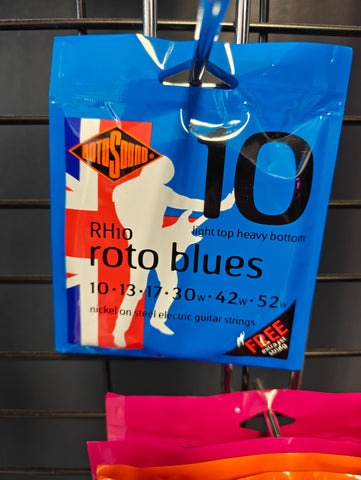 10
ROTOSOUND
light top heavy bottom
RH10
roto blues
10•13•17•30w•42w•52w
nickel on steel electric guitar strings
FREE